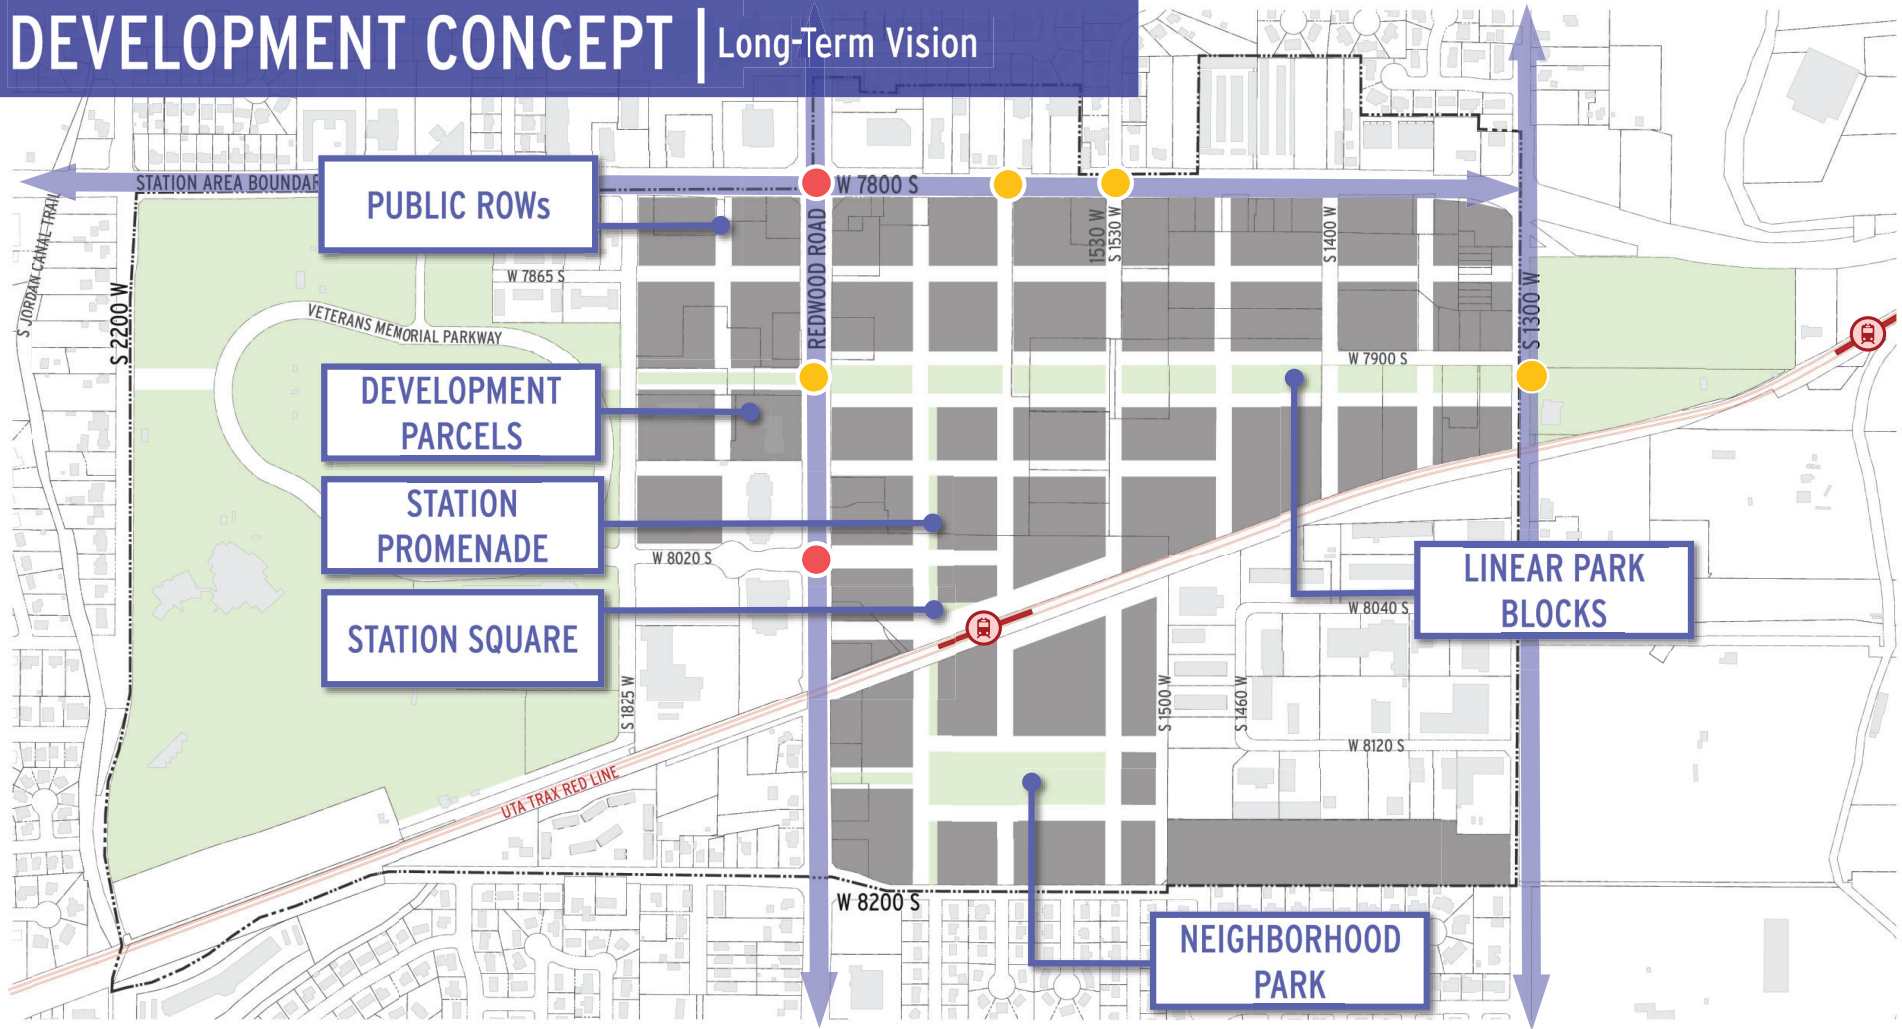 DEVELOPMENT CONCEPT | Long-Term Vision
STATION AREA BOUNDAR
W 7800 S
PUBLIC ROWs
S JORDAN CANAL TRAIL
S 2200 W
W 7865 S
VETERANS MEMORIAL PARKWAY
REDWOOD ROAD
1530 W
S 1530 W
S 1400 W
S 1300 W
W 7900 S
DEVELOPMENT
PARCELS
STATION
PROMENADE
W 8020 S
LINEAR PARK
BLOCKS
STATION SQUARE
W 8040 S
S 1825 W
S 1500 W
S 1460 W
W 8120 S
UTA TRAX RED LINE
W 8200 S
NEIGHBORHOOD
PARK